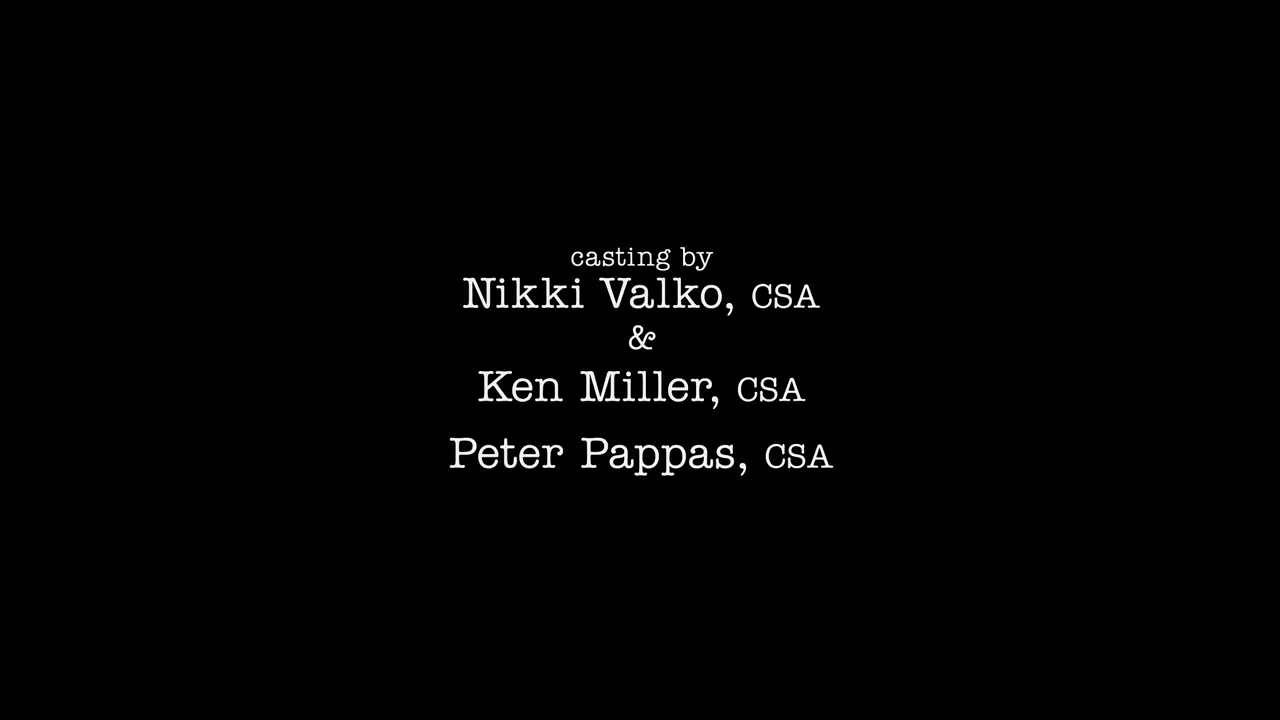 casting by
Nikki Valko, CSA
&
Ken Miller, CSA
Peter Pappas, CSA